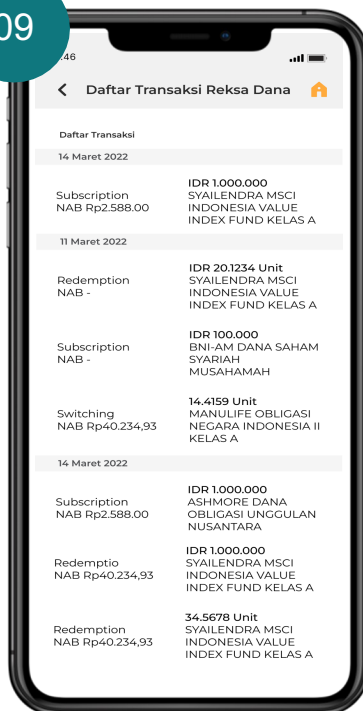 09
:46
Daftar Transaksi Reksa Dana
Daftar Transaksi
14 Maret 2022
Subscription
NAB Rp2.588.00
IDR 1.000.000
SYAILENDRA MSCI
INDONESIA VALUE
INDEX FUND KELAS A
11 Maret 2022
Redemption
NAB -
IDR 20.1234 Unit
SYAILENDRA MSCI
INDONESIA VALUE
INDEX FUND KELAS A
Subscription
NAB -
IDR 100.000
BNI-AM DANA SAHAM
SYARIAH
MUSAHAMAH
Switching
NAB Rp40.234,93
14.4159 Unit
MANULIFE OBLIGASI
NEGARA INDONESIA II
KELAS A
14 Maret 2022
Subscription
NAB Rp2.588.00
IDR 1.000.000
ASHMORE DANA
OBLIGASI UNGGULAN
NUSANTARA
Redemptio
NAB Rp40.234,93
IDR 1.000.000
SYAILENDRA MSCI
INDONESIA VALUE
INDEX FUND KELAS A
Redemption
NAB Rp40.234,93
34.5678 Unit
SYAILENDRA MSCI
INDONESIA VALUE
INDEX FUND KELAS A